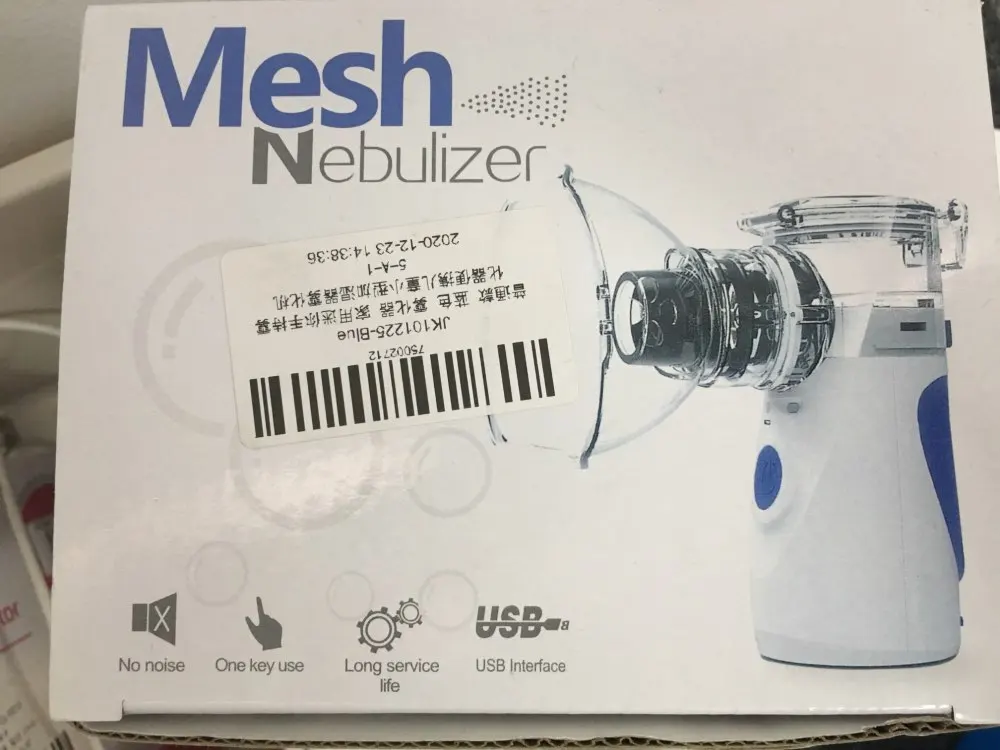 Mesh
Nebulizer
75002712
JK101225-Blue
普通款 蓝色 雾化器 家用迷你手持雾
化器便携儿童小型加湿器雾化机
5-A-1
2020-12-23 14:38:36
No noise
One key use
Long service
life
USB
USB Interface